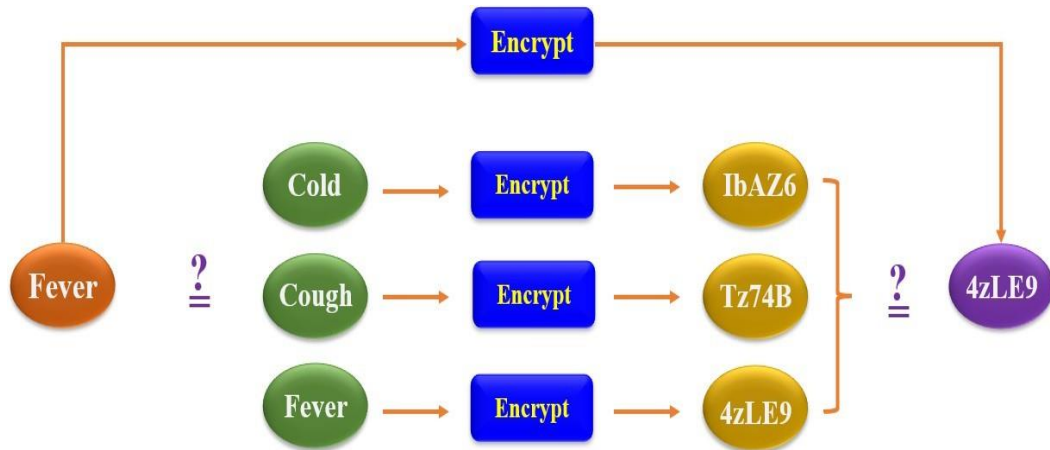 Encrypt
Cold
Encrypt
IbAZ6
Fever
?
=
Cough
Encrypt
Tz74B
?
=
4zLE9
Fever
Encrypt
4zLE9